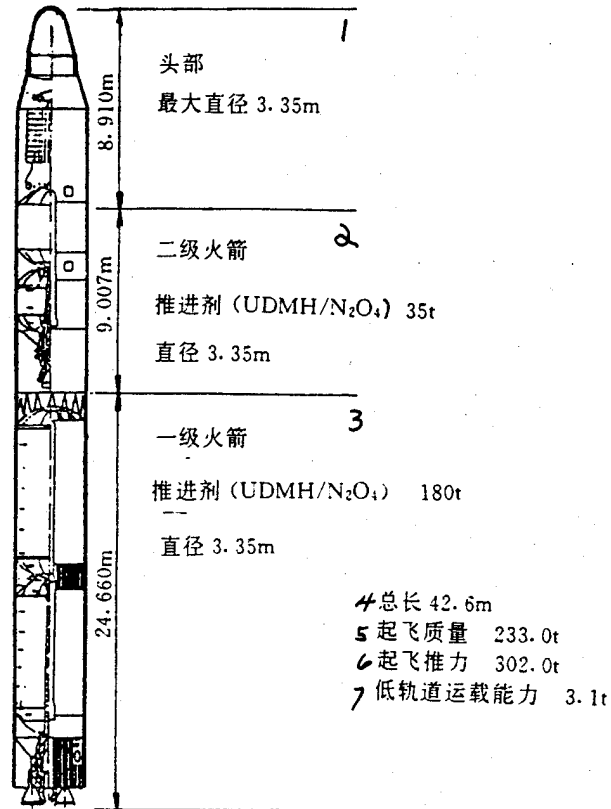 1
头部
最大直径 3.35m
8.910m
2
二级火箭
推进剂 (UDMH/N₂O₄) 35t
直径 3.35m
9.007m
3
一级火箭
推进剂 (UDMH/N₂O₄) 180t
直径 3.35m
24.660m
4 总长 42.6m
5 起飞质量 233.0t
6 起飞推力 302.0t
7 低轨道运载能力 3.1t